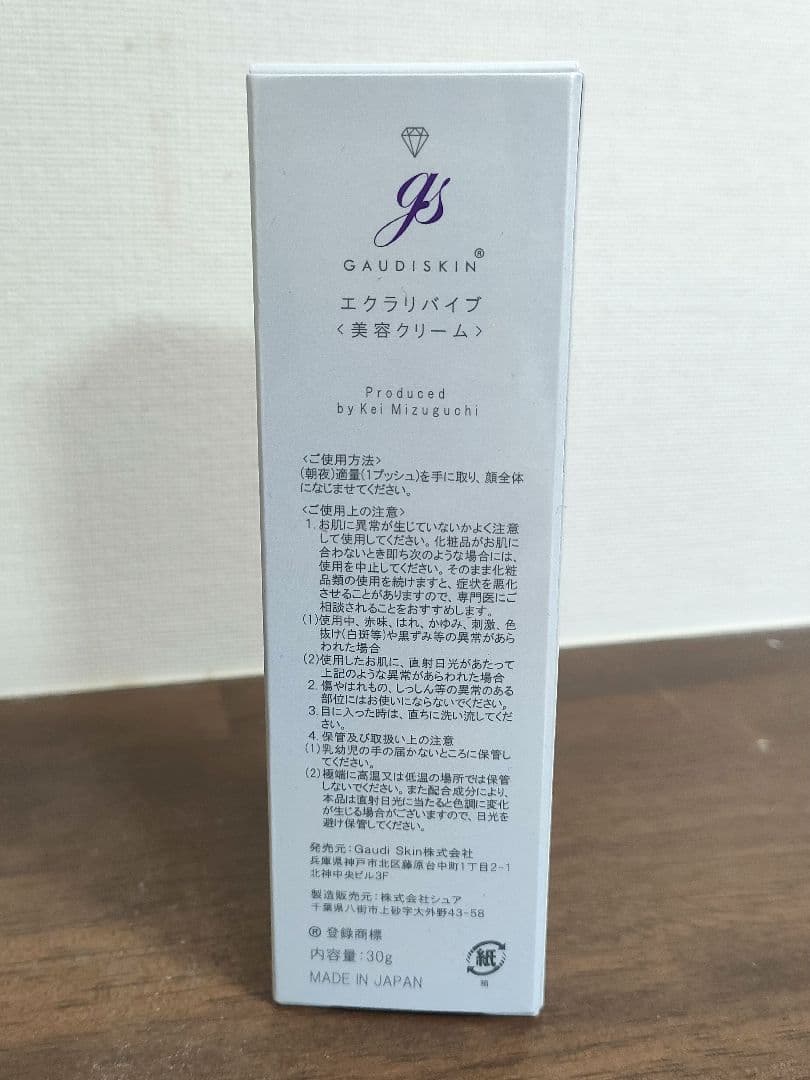 gs
GAUDISKIN®
エクラリバイブ
<美容クリーム>
Produced
by Kei Mizuguchi
<ご使用方法>
(朝夜)適量(1プッシュ)を手に取り、顔全体
になじませてください。
<ご使用上の注意>
1. お肌に異常が生じていないかよく注意
して使用してください。化粧品がお肌に
合わないとき即ち次のような場合には、
使用を中止してください。そのまま化粧
品類の使用を続けますと、症状を悪化
させることがありますので、専門医にご
相談されることをおすすめします。
(1)使用中、赤味、はれ、かゆみ、刺激、色
抜け(白斑等)や黒ずみ等の異常があら
われた場合
(2)使用したお肌に、直射日光があたって
上記のような異常があらわれた場合
2. 傷やはれもの、しっしん等の異常のある
部位にはお使いにならないでください。
3. 目に入った時は、直ちに洗い流してくだ
さい。
4. 保管及び取扱い上の注意
(1)乳幼児の手の届かないところに保管し
てください。
(2)極端に高温又は低温の場所では保管
しないでください。また配合成分により、
本品は直射日光に当たると色調に変化
が生じる場合がございますので、日光を
避け保管してください。
発売元:Gaudi Skin株式会社
兵庫県神戸市北区藤原台中町1丁目2-1
北神中央ビル3F
製造販売元:株式会社シュア
千葉県八街市上砂字大外野43-58
® 登録商標
内容量:30g
MADE IN JAPAN
紙
箱